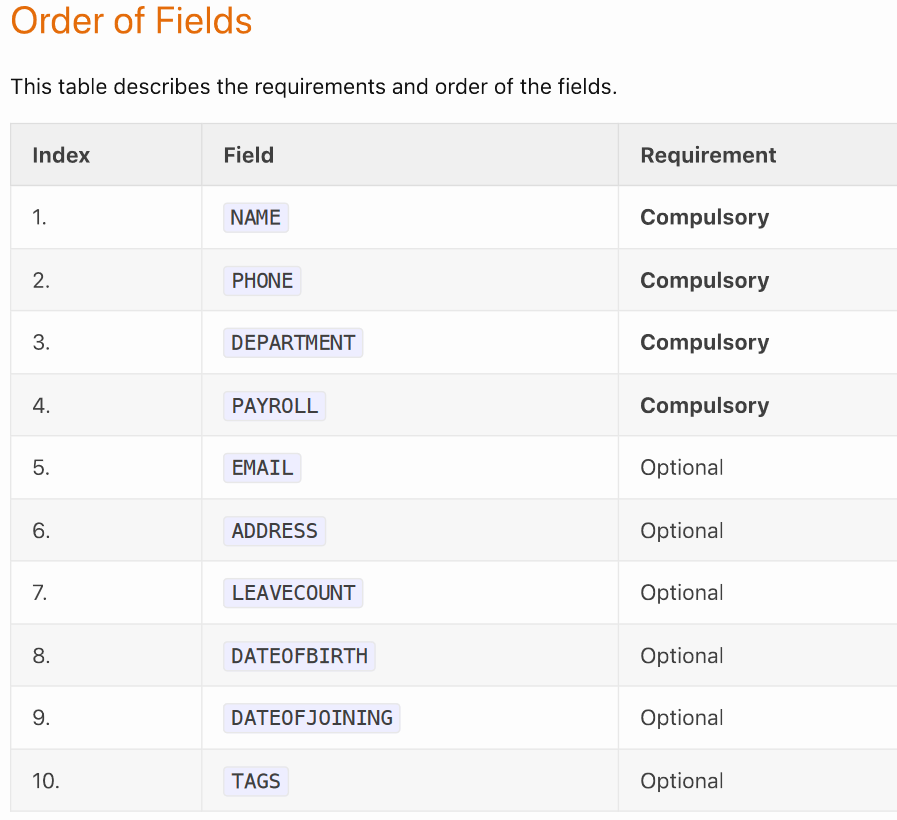 Order of Fields
This table describes the requirements and order of the fields.
Index Field Requirement
1. NAME Compulsory
2. PHONE Compulsory
3. DEPARTMENT Compulsory
4. PAYROLL Compulsory
5. EMAIL Optional
6. ADDRESS Optional
7. LEAVECOUNT Optional
8. DATEOFBIRTH Optional
9. DATEOFJOINING Optional
10. TAGS Optional